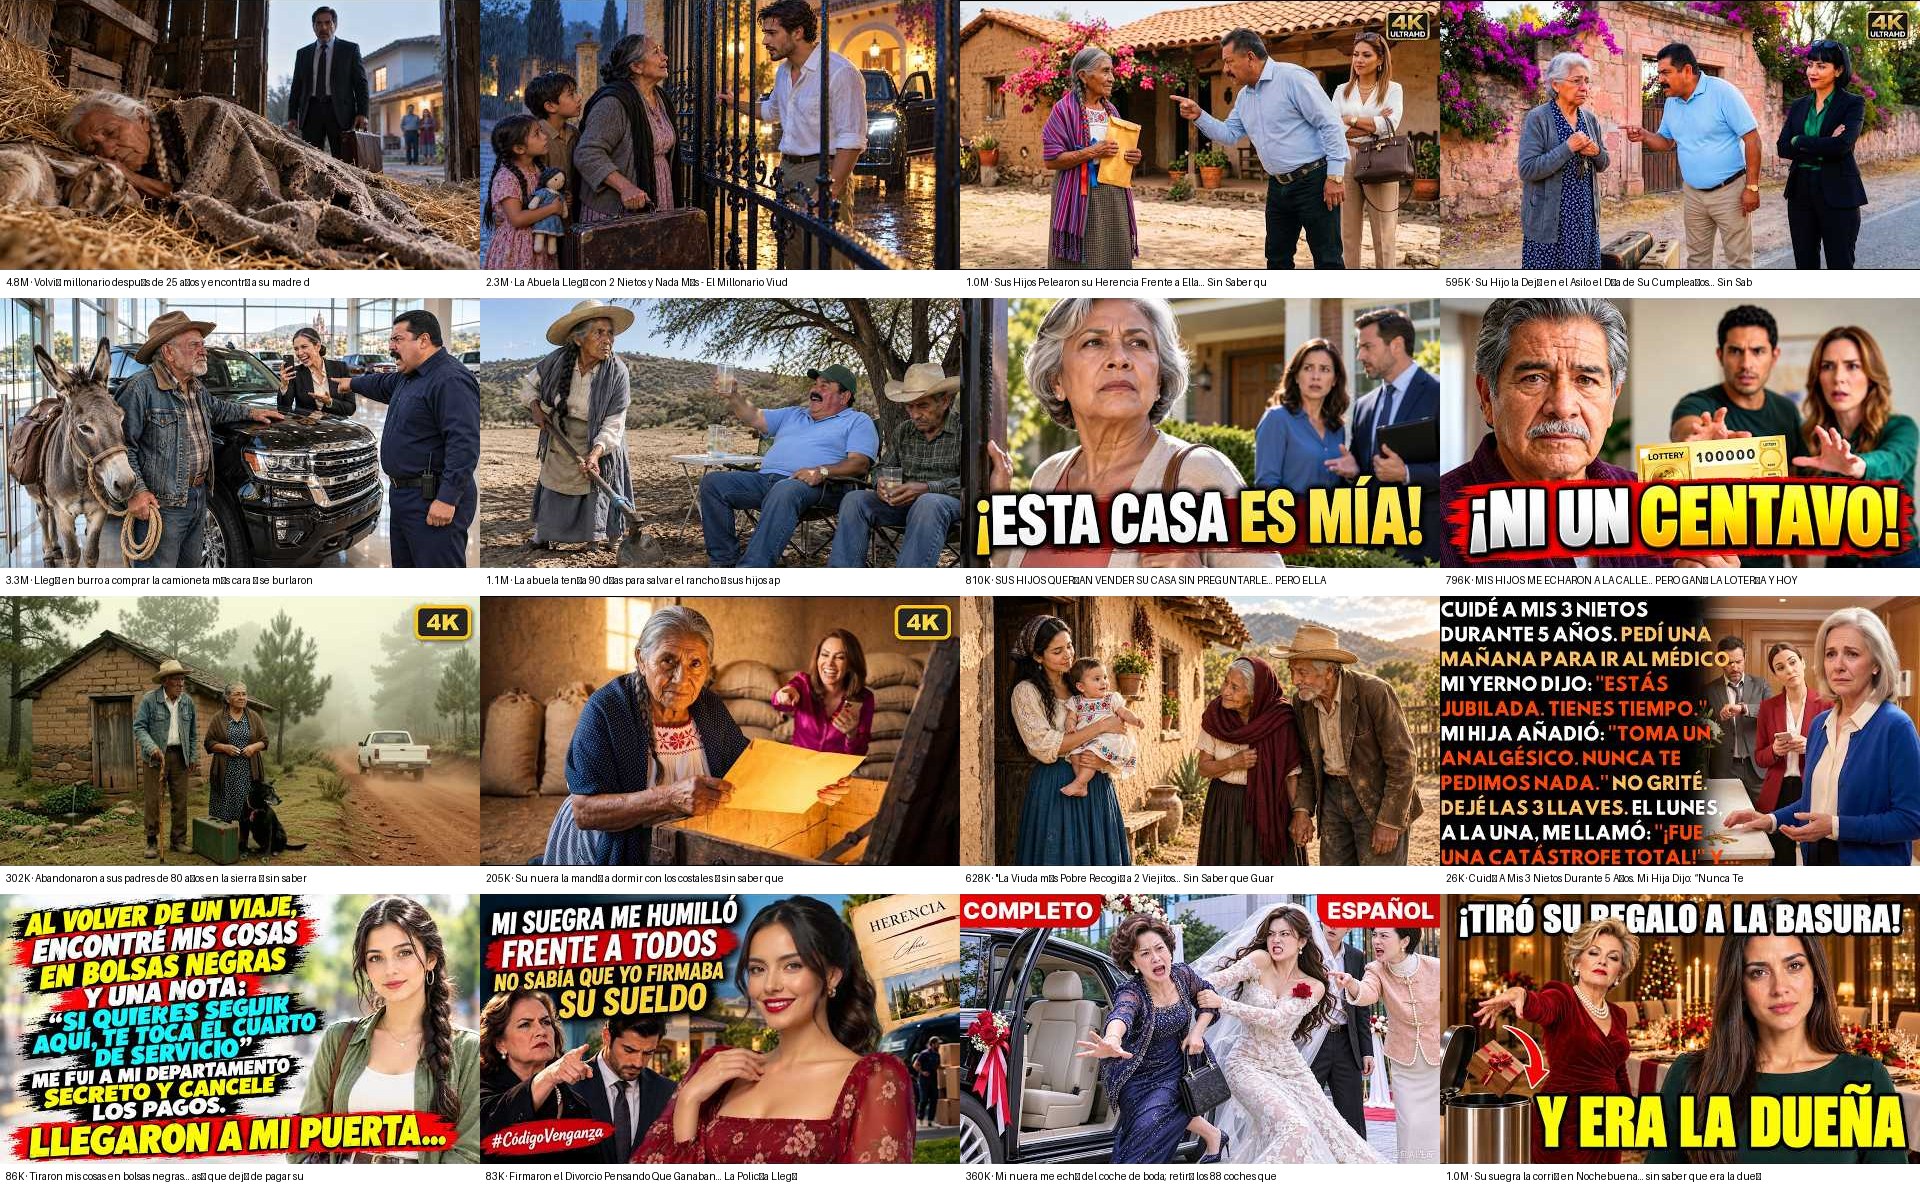 4K
ULTRAHD
4K
ULTRAHD
4.8M · Volvi millonario despu s de 25 a os y encontr a su madre d
2.3M · La Abuela Lleg con 2 Nietos y Nada M s - El Millonario Viud
1.0M · Sus Hijos Pelearon su Herencia Frente a Ella... Sin Saber qu
595K · Su Hijo la Dej en el Asilo el D a de Su Cumplea os... Sin Sab
¡ESTA CASA ES MÍA!
LOTTERY
100000
¡NI UN CENTAVO!
3.3M · Lleg en burro a comprar la camioneta m s cara se burlaron
1.1M · La abuela ten a 90 d as para salvar el rancho sus hijos ap
810K · SUS HIJOS QUER AN VENDER SU CASA SIN PREGUNTARLE... PERO ELLA
796K · MIS HIJOS ME ECHARON A LA CALLE... PERO GAN LA LOTER A Y HOY
4K
4K
CUIDÉ A MIS 3 NIETOS
DURANTE 5 AÑOS. PEDÍ UNA
MAÑANA PARA IR AL MÉDICO.
MI YERNO DIJO: "ESTÁS
JUBILADA. TIENES TIEMPO."
MI HIJA AÑADIÓ: "TOMA UN
ANALGÉSICO. NUNCA TE
PEDIMOS NADA." NO GRITÉ.
DEJÉ LAS 3 LLAVES. EL LUNES,
A LA UNA, ME LLAMÓ: "¡FUE
UNA CATÁSTROFE TOTAL!" Y...
302K · Abandonaron a sus padres de 80 a os en la sierra sin saber
205K · Su nuera la mand a dormir con los costales sin saber que
628K · "La Viuda m s Pobre Recogi a 2 Viejitos... Sin Saber que Guar
26K · Cuid A Mis 3 Nietos Durante 5 A os. Mi Hija Dijo: "Nunca Te
AL VOLVER DE UN VIAJE,
ENCONTRÉ MIS COSAS
EN BOLSAS NEGRAS
Y UNA NOTA:
"SI QUIERES SEGUIR
AQUÍ, TE TOCA EL CUARTO
DE SERVICIO"
ME FUI A MI DEPARTAMENTO
SECRETO Y CANCELÉ
LOS PAGOS.
LLEGARON A MI PUERTA...
MI SUEGRA ME HUMILLÓ
FRENTE A TODOS
NO SABÍA QUE YO FIRMABA
SU SUELDO
HERENCIA
#CódigoVenganza
COMPLETO
ESPAÑOL
¡TIRÓ SU REGALO A LA BASURA!
Y ERA LA DUEÑA
86K · Tiraron mis cosas en bolsas negras... as que dej de pagar su
83K · Firmaron el Divorcio Pensando Que Ganaban... La Polic a Lleg
360K · Mi nuera me ech del coche de boda; retir los 88 coches que
1.0M · Su suegra la corri en Nochebuena... sin saber que era la due